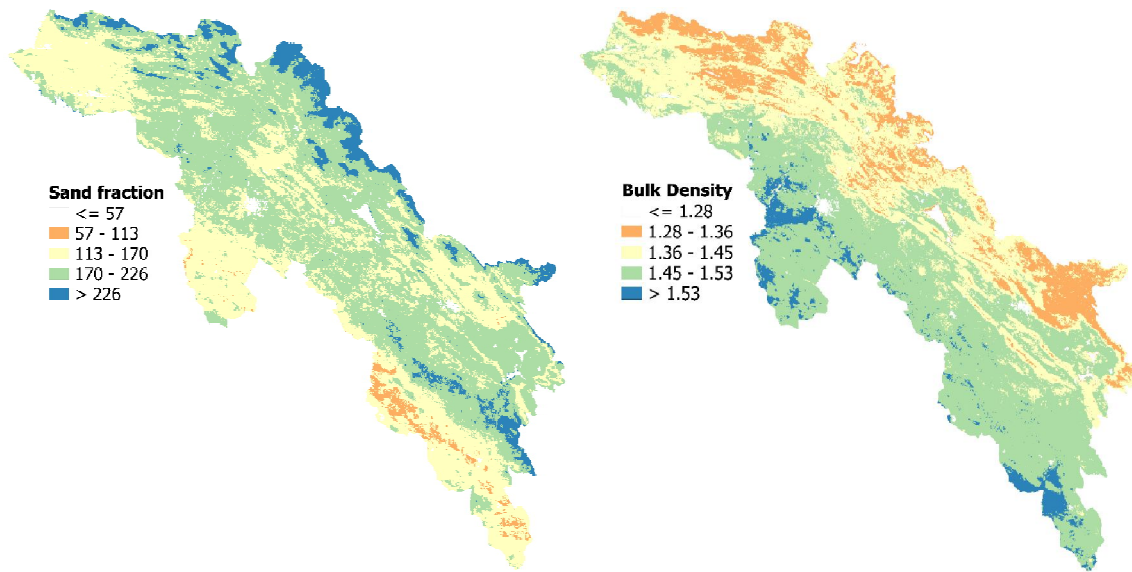 Sand fraction
<= 57
57 - 113
113 - 170
170 - 226
> 226
Bulk Density
<= 1.28
1.28 - 1.36
1.36 - 1.45
1.45 - 1.53
> 1.53